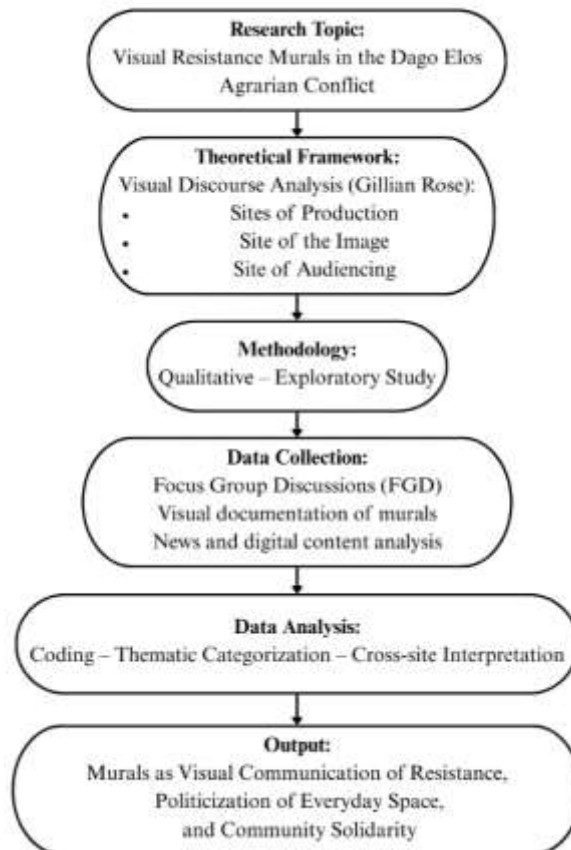 Research Topic:
Visual Resistance Murals in the Dago Elos
Agrarian Conflict
Theoretical Framework:
Visual Discourse Analysis (Gillian Rose):
• Sites of Production
• Site of the Image
• Site of Audiencing
Methodology:
Qualitative – Exploratory Study
Data Collection:
Focus Group Discussions (FGD)
Visual documentation of murals
News and digital content analysis
Data Analysis:
Coding – Thematic Categorization – Cross-site Interpretation
Output:
Murals as Visual Communication of Resistance,
Politicization of Everyday Space,
and Community Solidarity